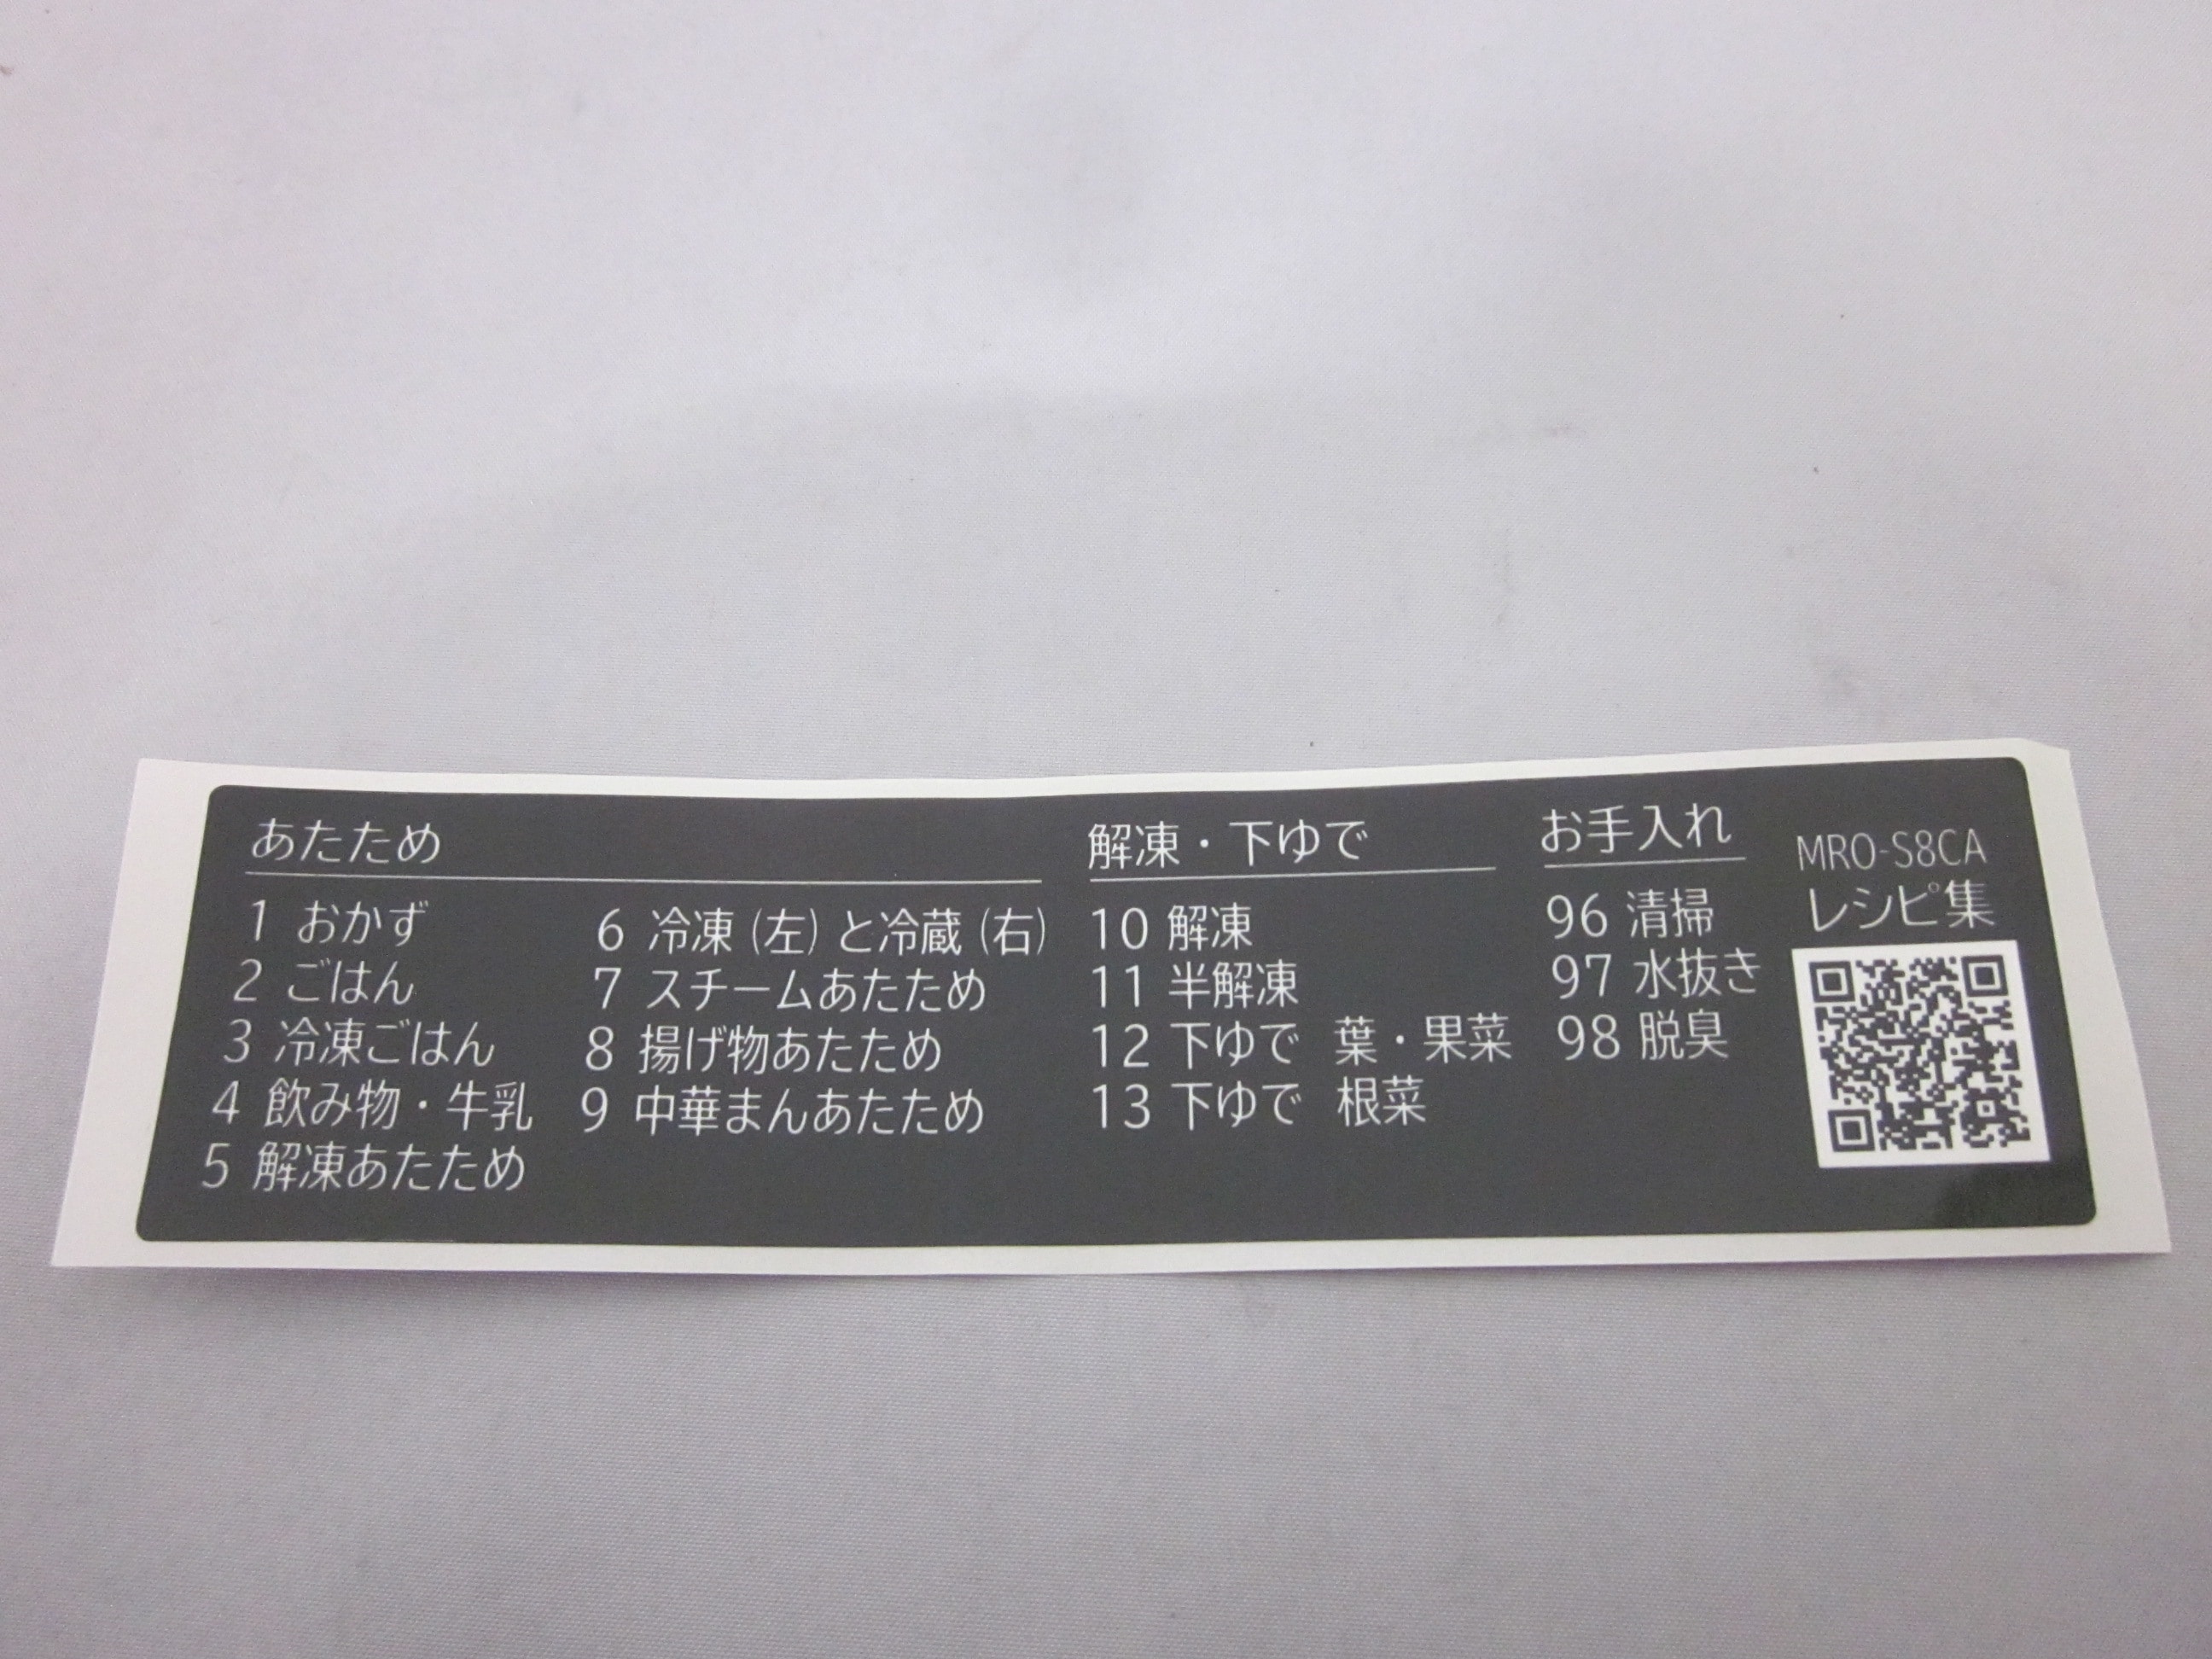 あたため
1 おかず
2 ごはん
3 冷凍ごはん
4 飲み物・牛乳
5 解凍あたため
6 冷凍（左）と冷蔵（右）
7 スチームあたため
8 揚げ物あたため
9 中華まんあたため
解凍・下ゆで
10 解凍
11 半解凍
12 下ゆで 葉・果菜
13 下ゆで 根菜
お手入れ
96 清掃
97 水抜き
98 脱臭
MRO-S8CA
レシピ集